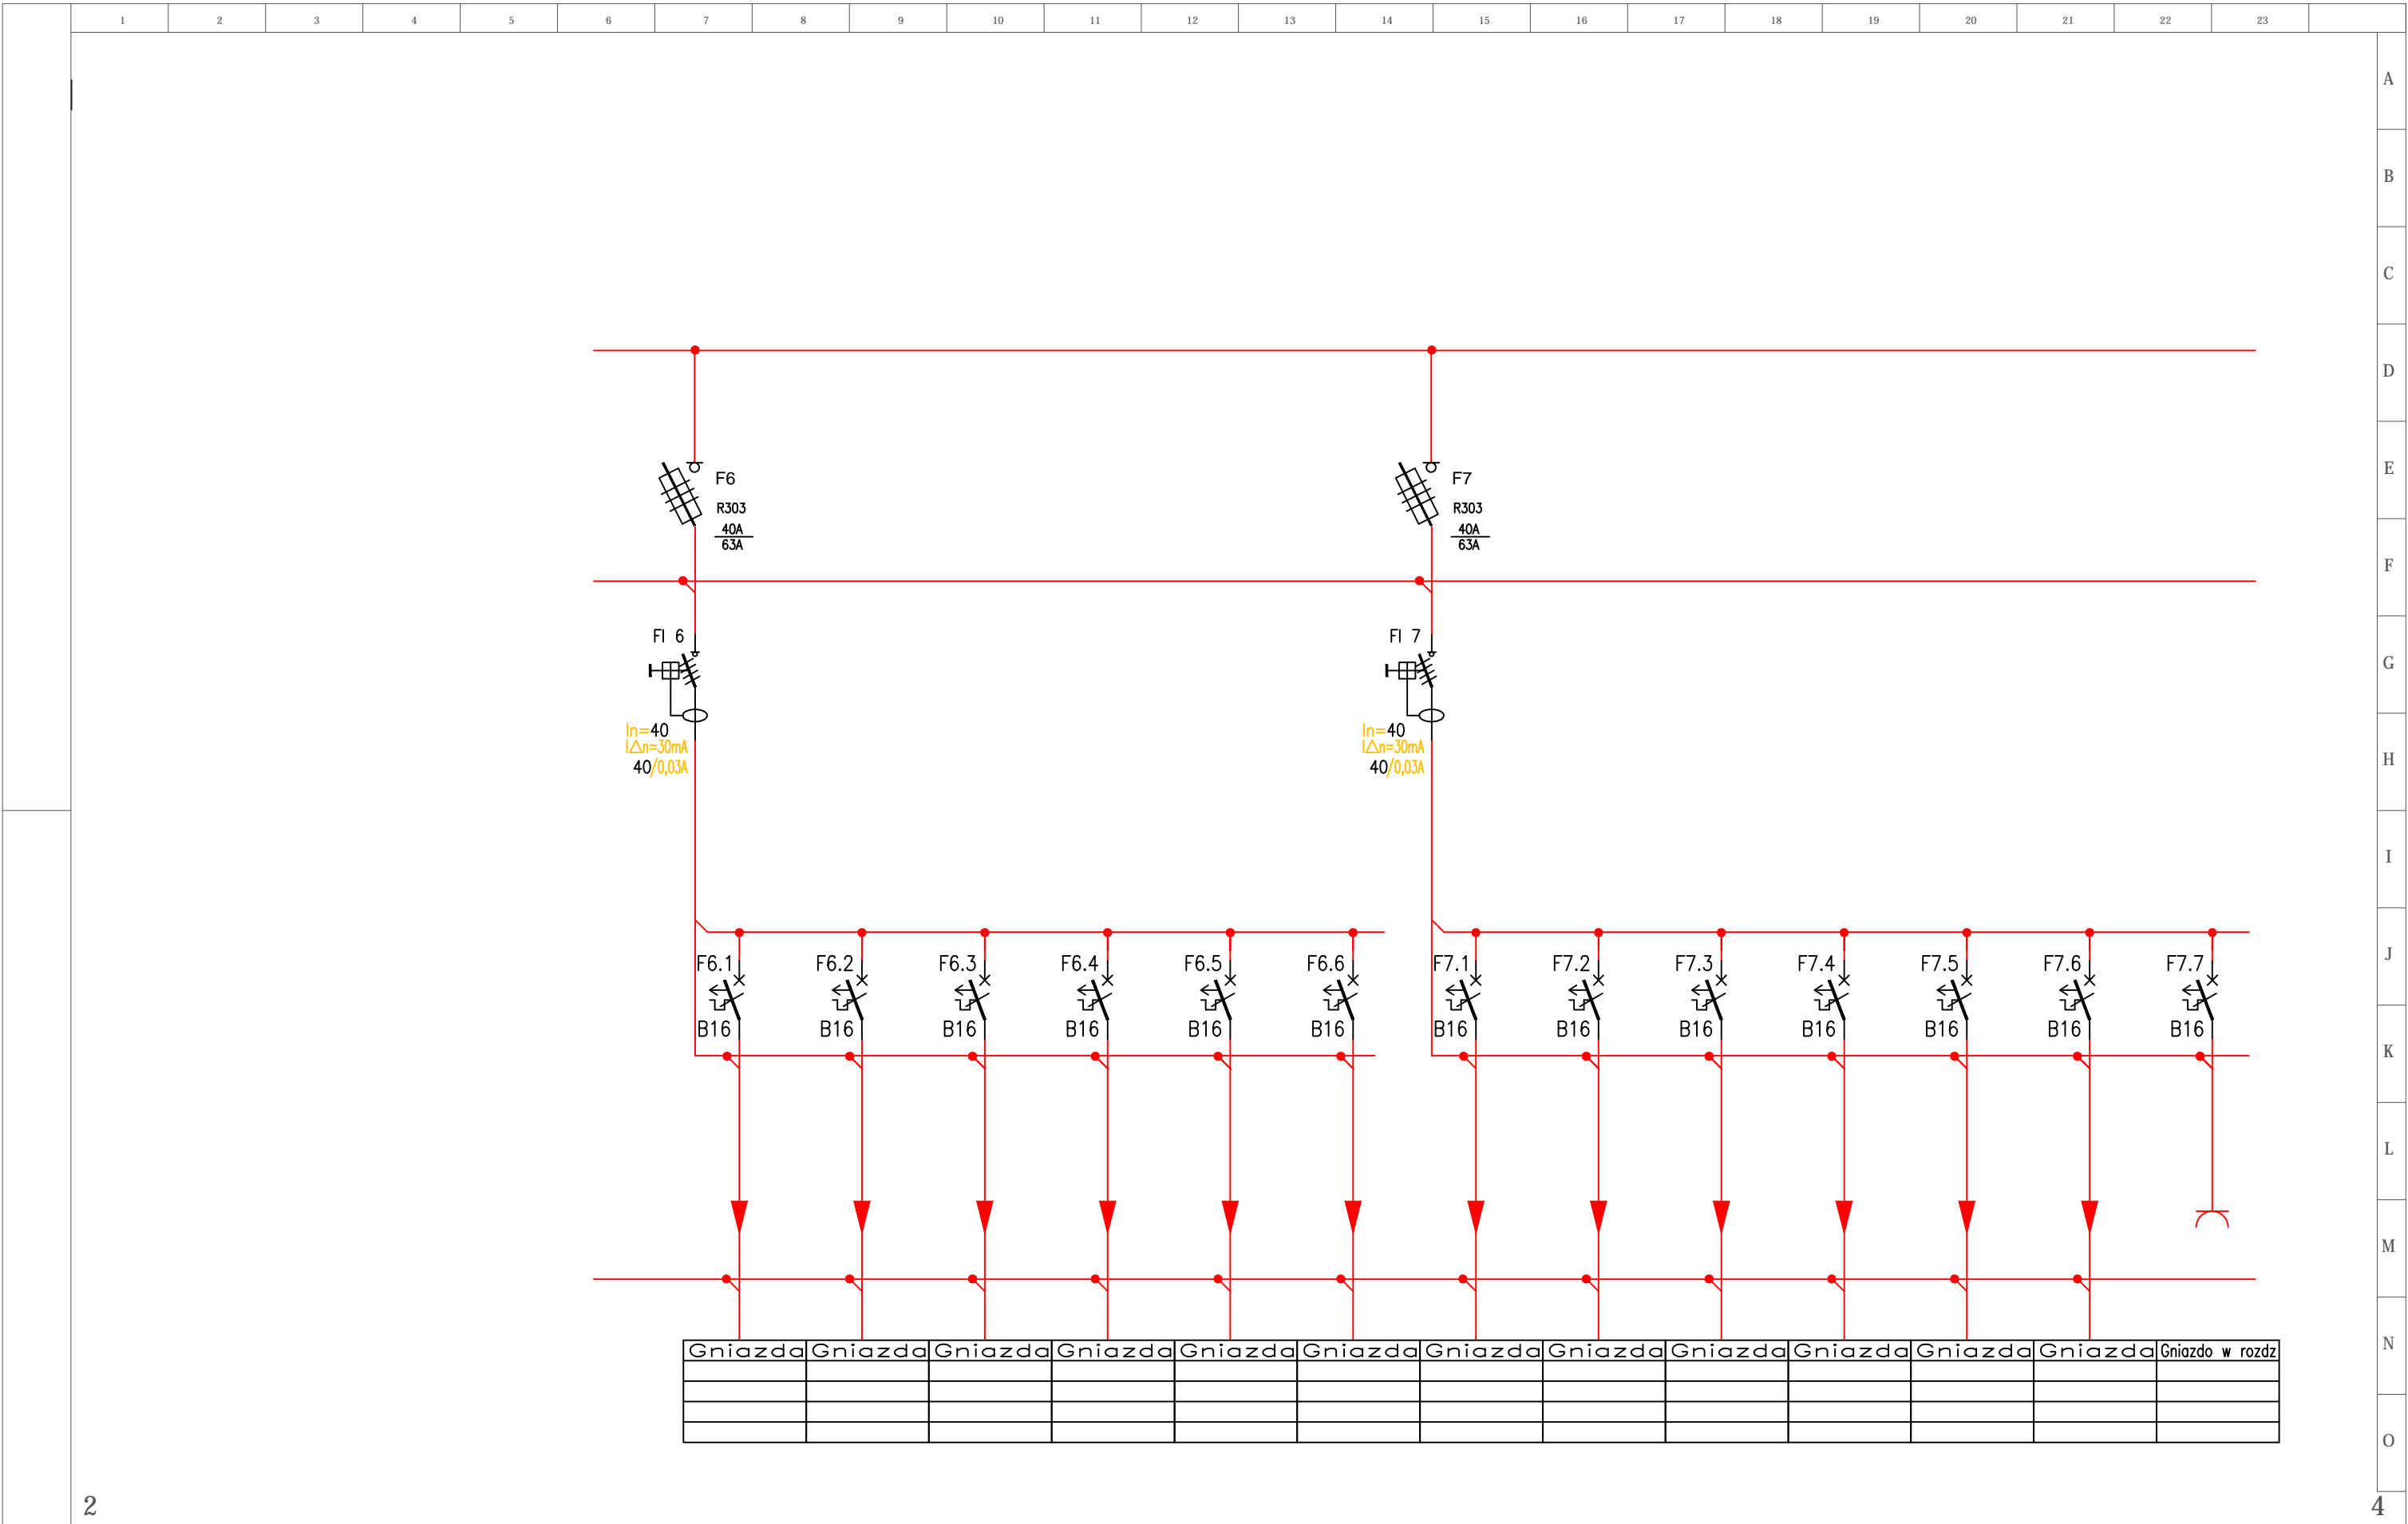 1 2 3 4 5 6 7 8 9 10 11 12 13 14 15 16 17 18 19 20 21 22 23
A
B
C
D
E
F6 F7
R303 R303
40A 40A
63A 63A
F
FI 6 FI 7
G
In=40 In=40
I△n=30mA I△n=30mA
40/0,03A 40/0,03A
H
I
J
F6.1 F6.2 F6.3 F6.4 F6.5 F6.6 F7.1 F7.2 F7.3 F7.4 F7.5 F7.6 F7.7
B16 B16 B16 B16 B16 B16 B16 B16 B16 B16 B16 B16 B16
K
L
M
N
Gniazda Gniazda Gniazda Gniazda Gniazda Gniazda Gniazda Gniazda Gniazda Gniazda Gniazda Gniazda Gniazdo w rozdz
O
2 4